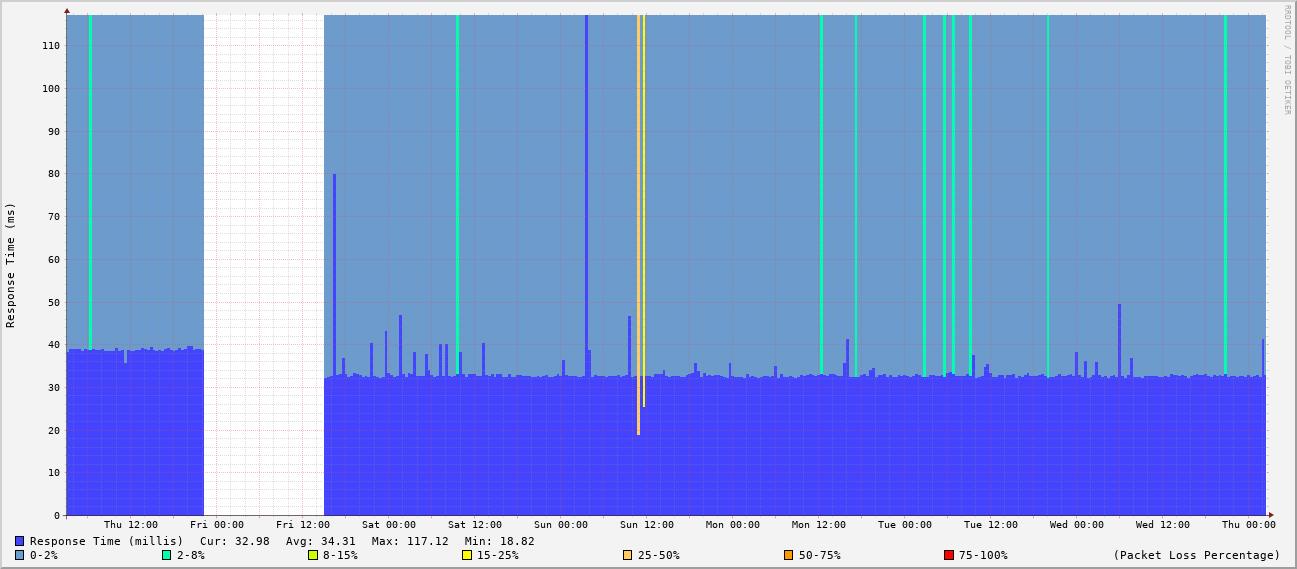 RRDTOOL / TOBI OETIKER
Response Time (ms)
110
100
90
80
70
60
50
40
30
20
10
0
Thu 12:00 Fri 00:00 Fri 12:00 Sat 00:00 Sat 12:00 Sun 00:00 Sun 12:00 Mon 00:00 Mon 12:00 Tue 00:00 Tue 12:00 Wed 00:00 Wed 12:00 Thu 00:00
Response Time (millis) Cur: 32.98 Avg: 34.31 Max: 117.12 Min: 18.82
0-2% 2-8% 8-15% 15-25% 25-50% 50-75% 75-100% (Packet Loss Percentage)